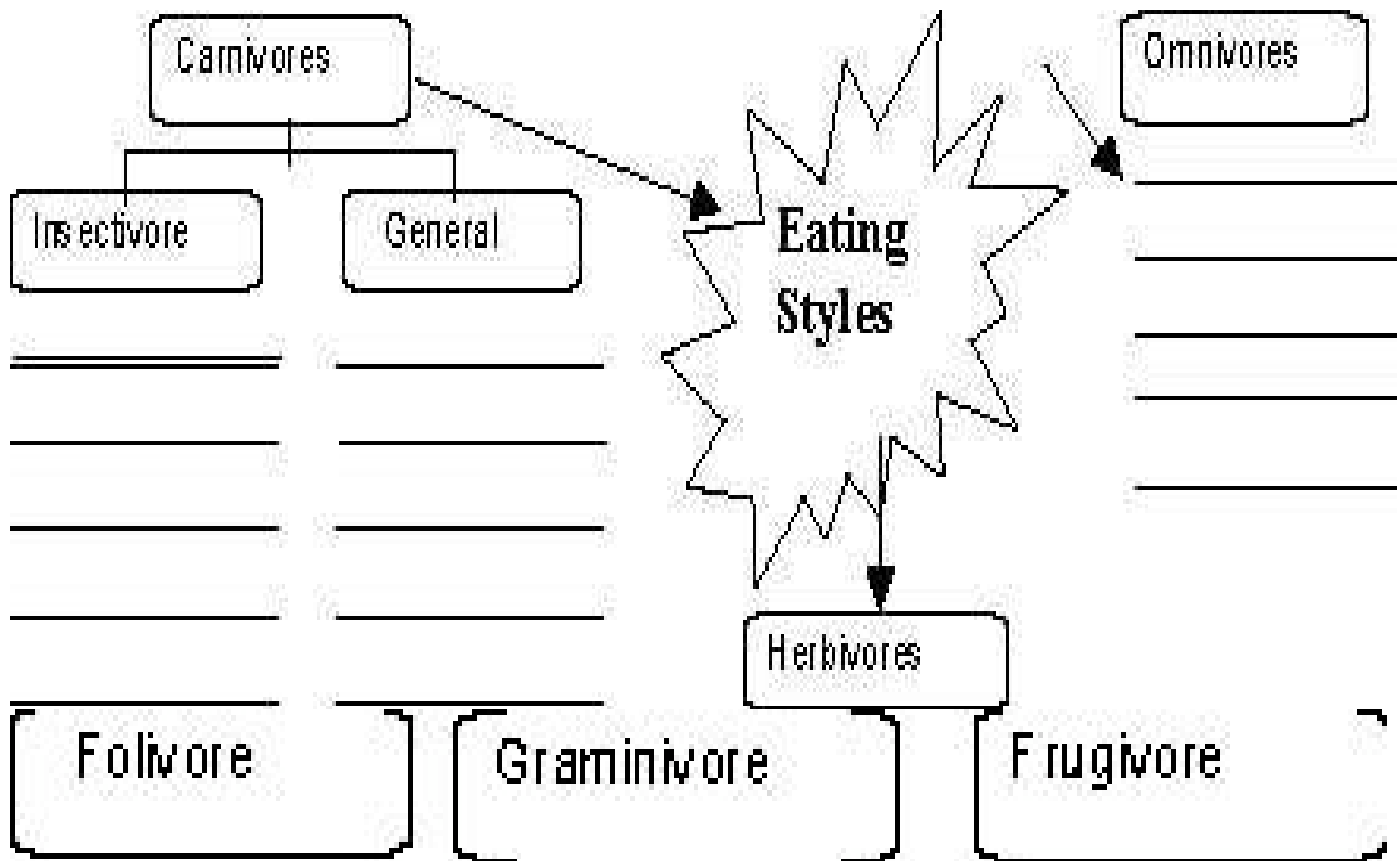 Carnivores
Omnivores
Insectivore
General
Eating
Styles
Herbivores
Folivore
Graminivore
Frugivore